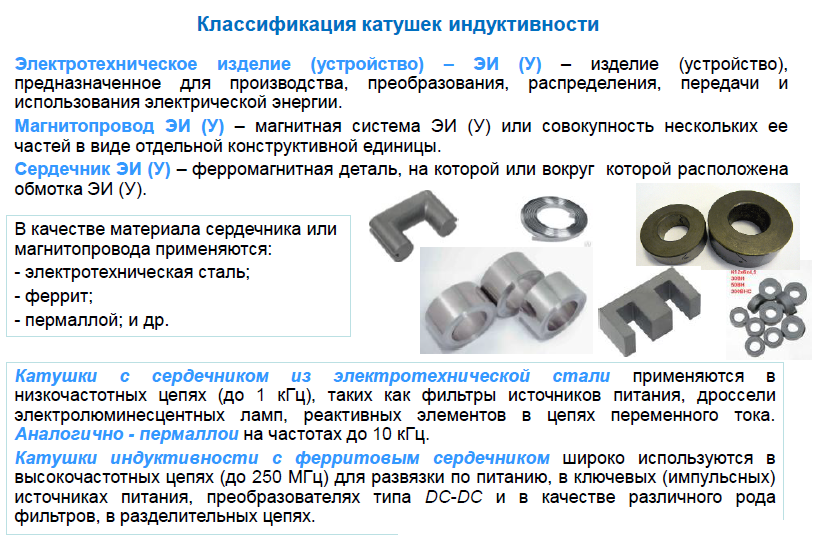 Классификация катушек индуктивности
Электротехническое изделие (устройство) – ЭИ (У) – изделие (устройство),
предназначенное для производства, преобразования, распределения, передачи и
использования электрической энергии.
Магнитопровод ЭИ (У) – магнитная система ЭИ (У) или совокупность нескольких ее
частей в виде отдельной конструктивной единицы.
Сердечник ЭИ (У) – ферромагнитная деталь, на которой или вокруг которой расположена
обмотка ЭИ (У).
В качестве материала сердечника или
магнитопровода применяются:
- электротехническая сталь;
- феррит;
- пермаллой; и др.
Катушки с сердечником из электротехнической стали применяются в
низкочастотных цепях (до 1 кГц), таких как фильтры источников питания, дроссели
электролюминесцентных ламп, реактивных элементов в цепях переменного тока.
Аналогично - пермаллои на частотах до 10 кГц.
Катушки индуктивности с ферритовым сердечником широко используются в
высокочастотных цепях (до 250 МГц) для развязки по питанию, в ключевых (импульсных)
источниках питания, преобразователях типа DC-DC и в качестве различного рода
фильтров, в разделительных цепях.